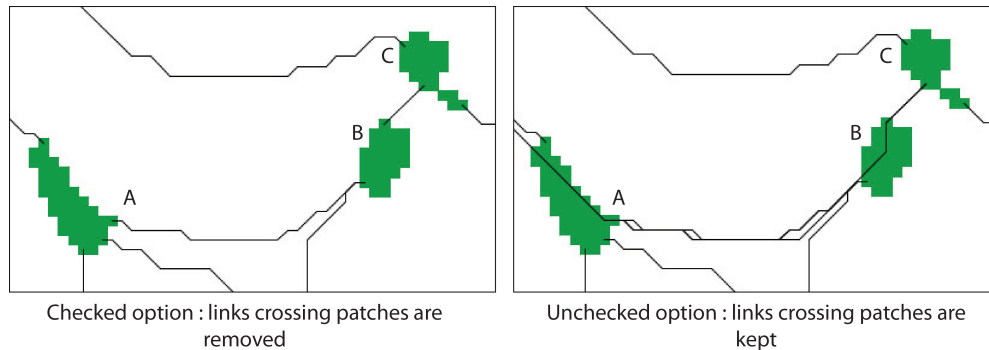 C
B
A
Checked option : links crossing patches are
removed
C
B
A
Unchecked option : links crossing patches are
kept